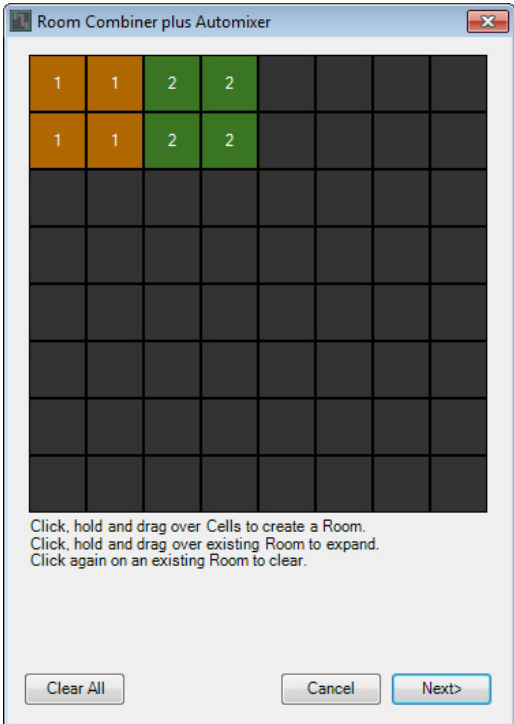 Room Combiner plus Automixer
1 1 2 2
1 1 2 2
Click, hold and drag over Cells to create a Room.
Click, hold and drag over existing Room to expand.
Click again on an existing Room to clear.
Clear All Cancel Next>